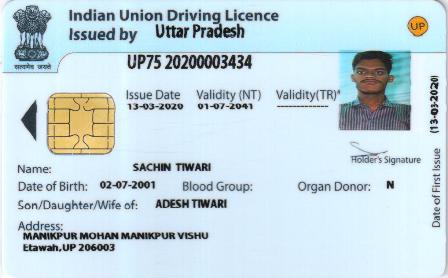 Indian Union Driving Licence
Issued by Uttar Pradesh
UP
सत्यमेव जयते
UP75 20200003434
Issue Date Validity (NT) Validity(TR)*
13-03-2020 01-07-2041 --------------
Holder's Signature
Date of First Issue (13-03-2020)
Name: SACHIN TIWARI
Date of Birth: 02-07-2001 Blood Group: Organ Donor: N
Son/Daughter/Wife of: ADESH TIWARI
Address:
MANIKPUR MOHAN MANIKPUR VISHU
Etawah,UP 206003